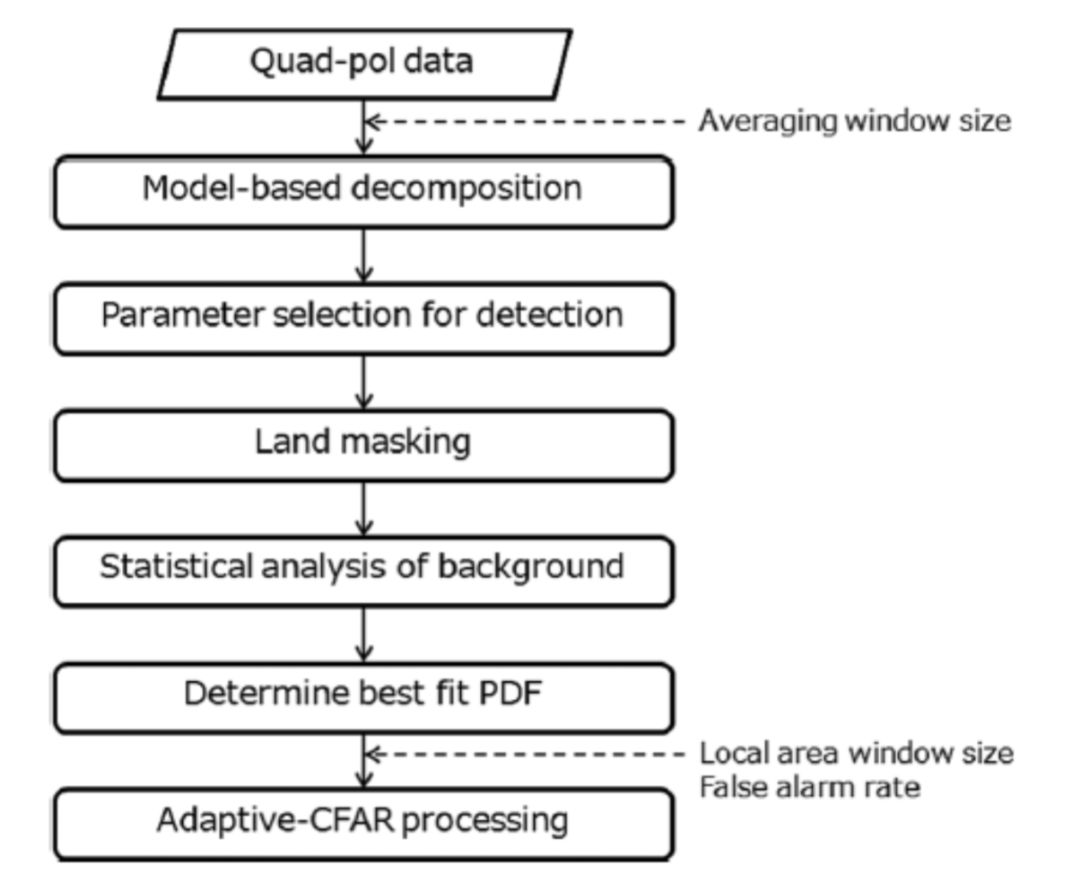 Quad-pol data
Averaging window size
Model-based decomposition
Parameter selection for detection
Land masking
Statistical analysis of background
Determine best fit PDF
Local area window size
False alarm rate
Adaptive-CFAR processing